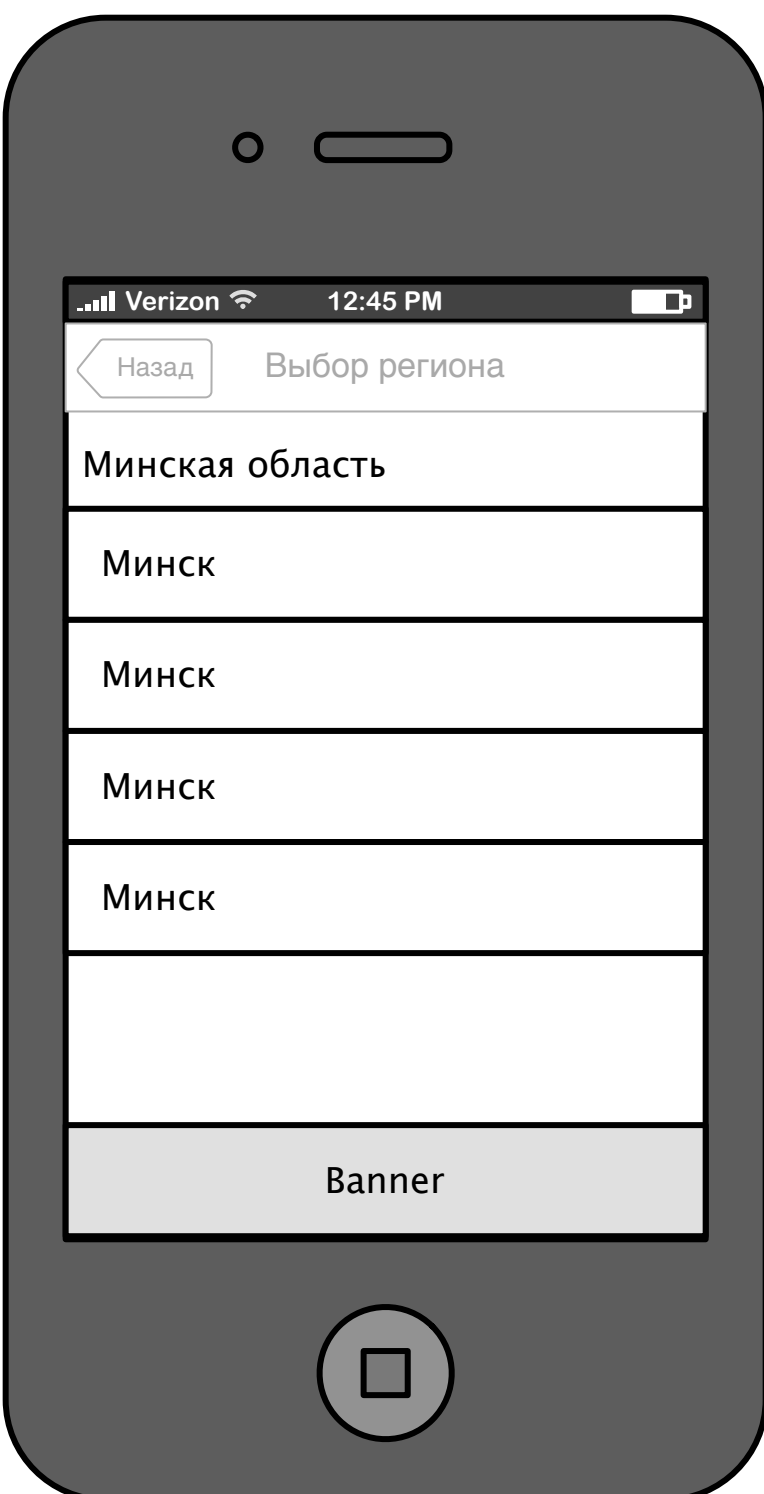 Verizon 12:45 PM
Назад Выбор региона
Минская область
Минск
Минск
Минск
Минск
Banner